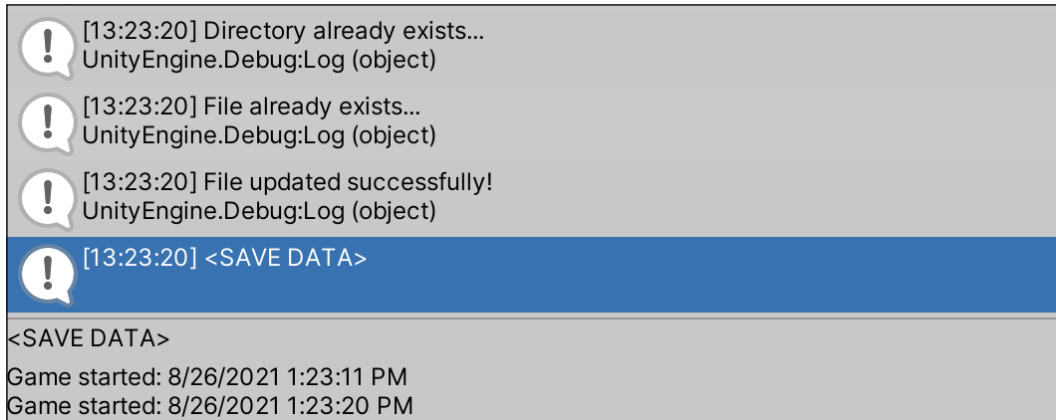 [13:23:20] Directory already exists...
UnityEngine.Debug:Log (object)
[13:23:20] File already exists...
UnityEngine.Debug:Log (object)
[13:23:20] File updated successfully!
UnityEngine.Debug:Log (object)
[13:23:20] <SAVE DATA>
<SAVE DATA>
Game started: 8/26/2021 1:23:11 PM
Game started: 8/26/2021 1:23:20 PM